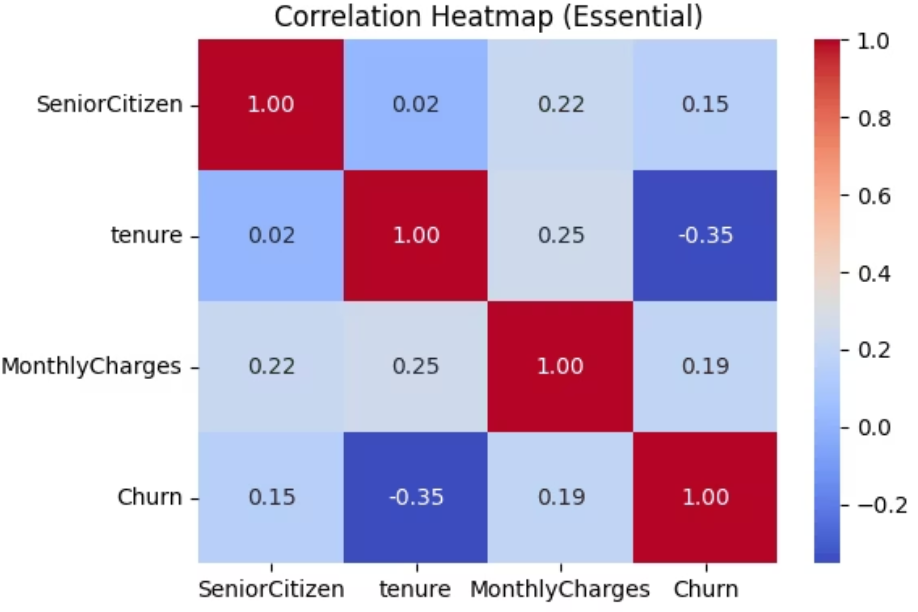 Correlation Heatmap (Essential)
SeniorCitizen 1.00 0.02 0.22 0.15
tenure 0.02 1.00 0.25 -0.35
MonthlyCharges 0.22 0.25 1.00 0.19
Churn 0.15 -0.35 0.19 1.00
SeniorCitizen tenure MonthlyCharges Churn
1.0
0.8
0.6
0.4
0.2
0.0
−0.2